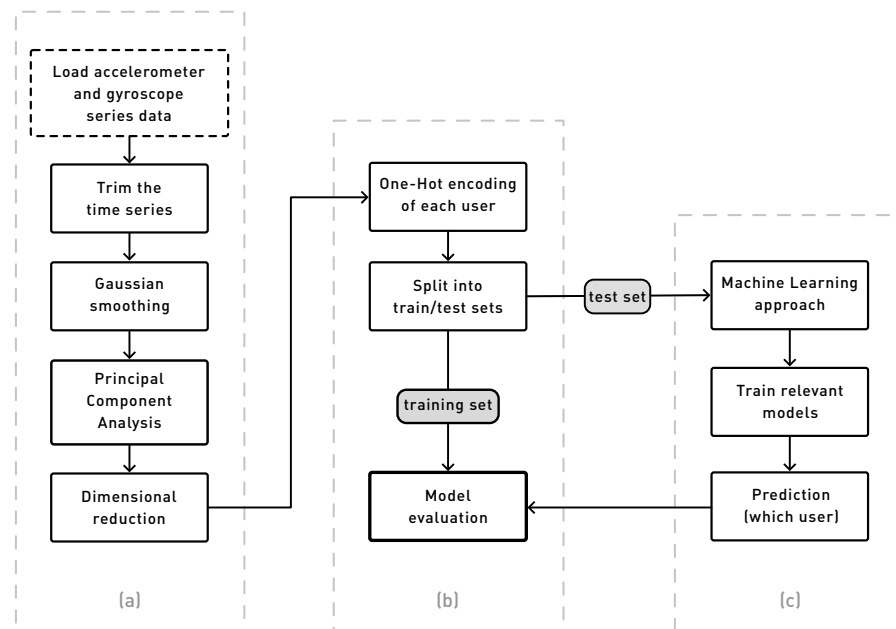 Load accelerometer
and gyroscope
series data
Trim the
time series
Gaussian
smoothing
Principal
Component
Analysis
Dimensional
reduction
(a)
One-Hot encoding
of each user
Split into
train/test sets
test set
training set
Model
evaluation
(b)
Machine Learning
approach
Train relevant
models
Prediction
(which user)
(c)